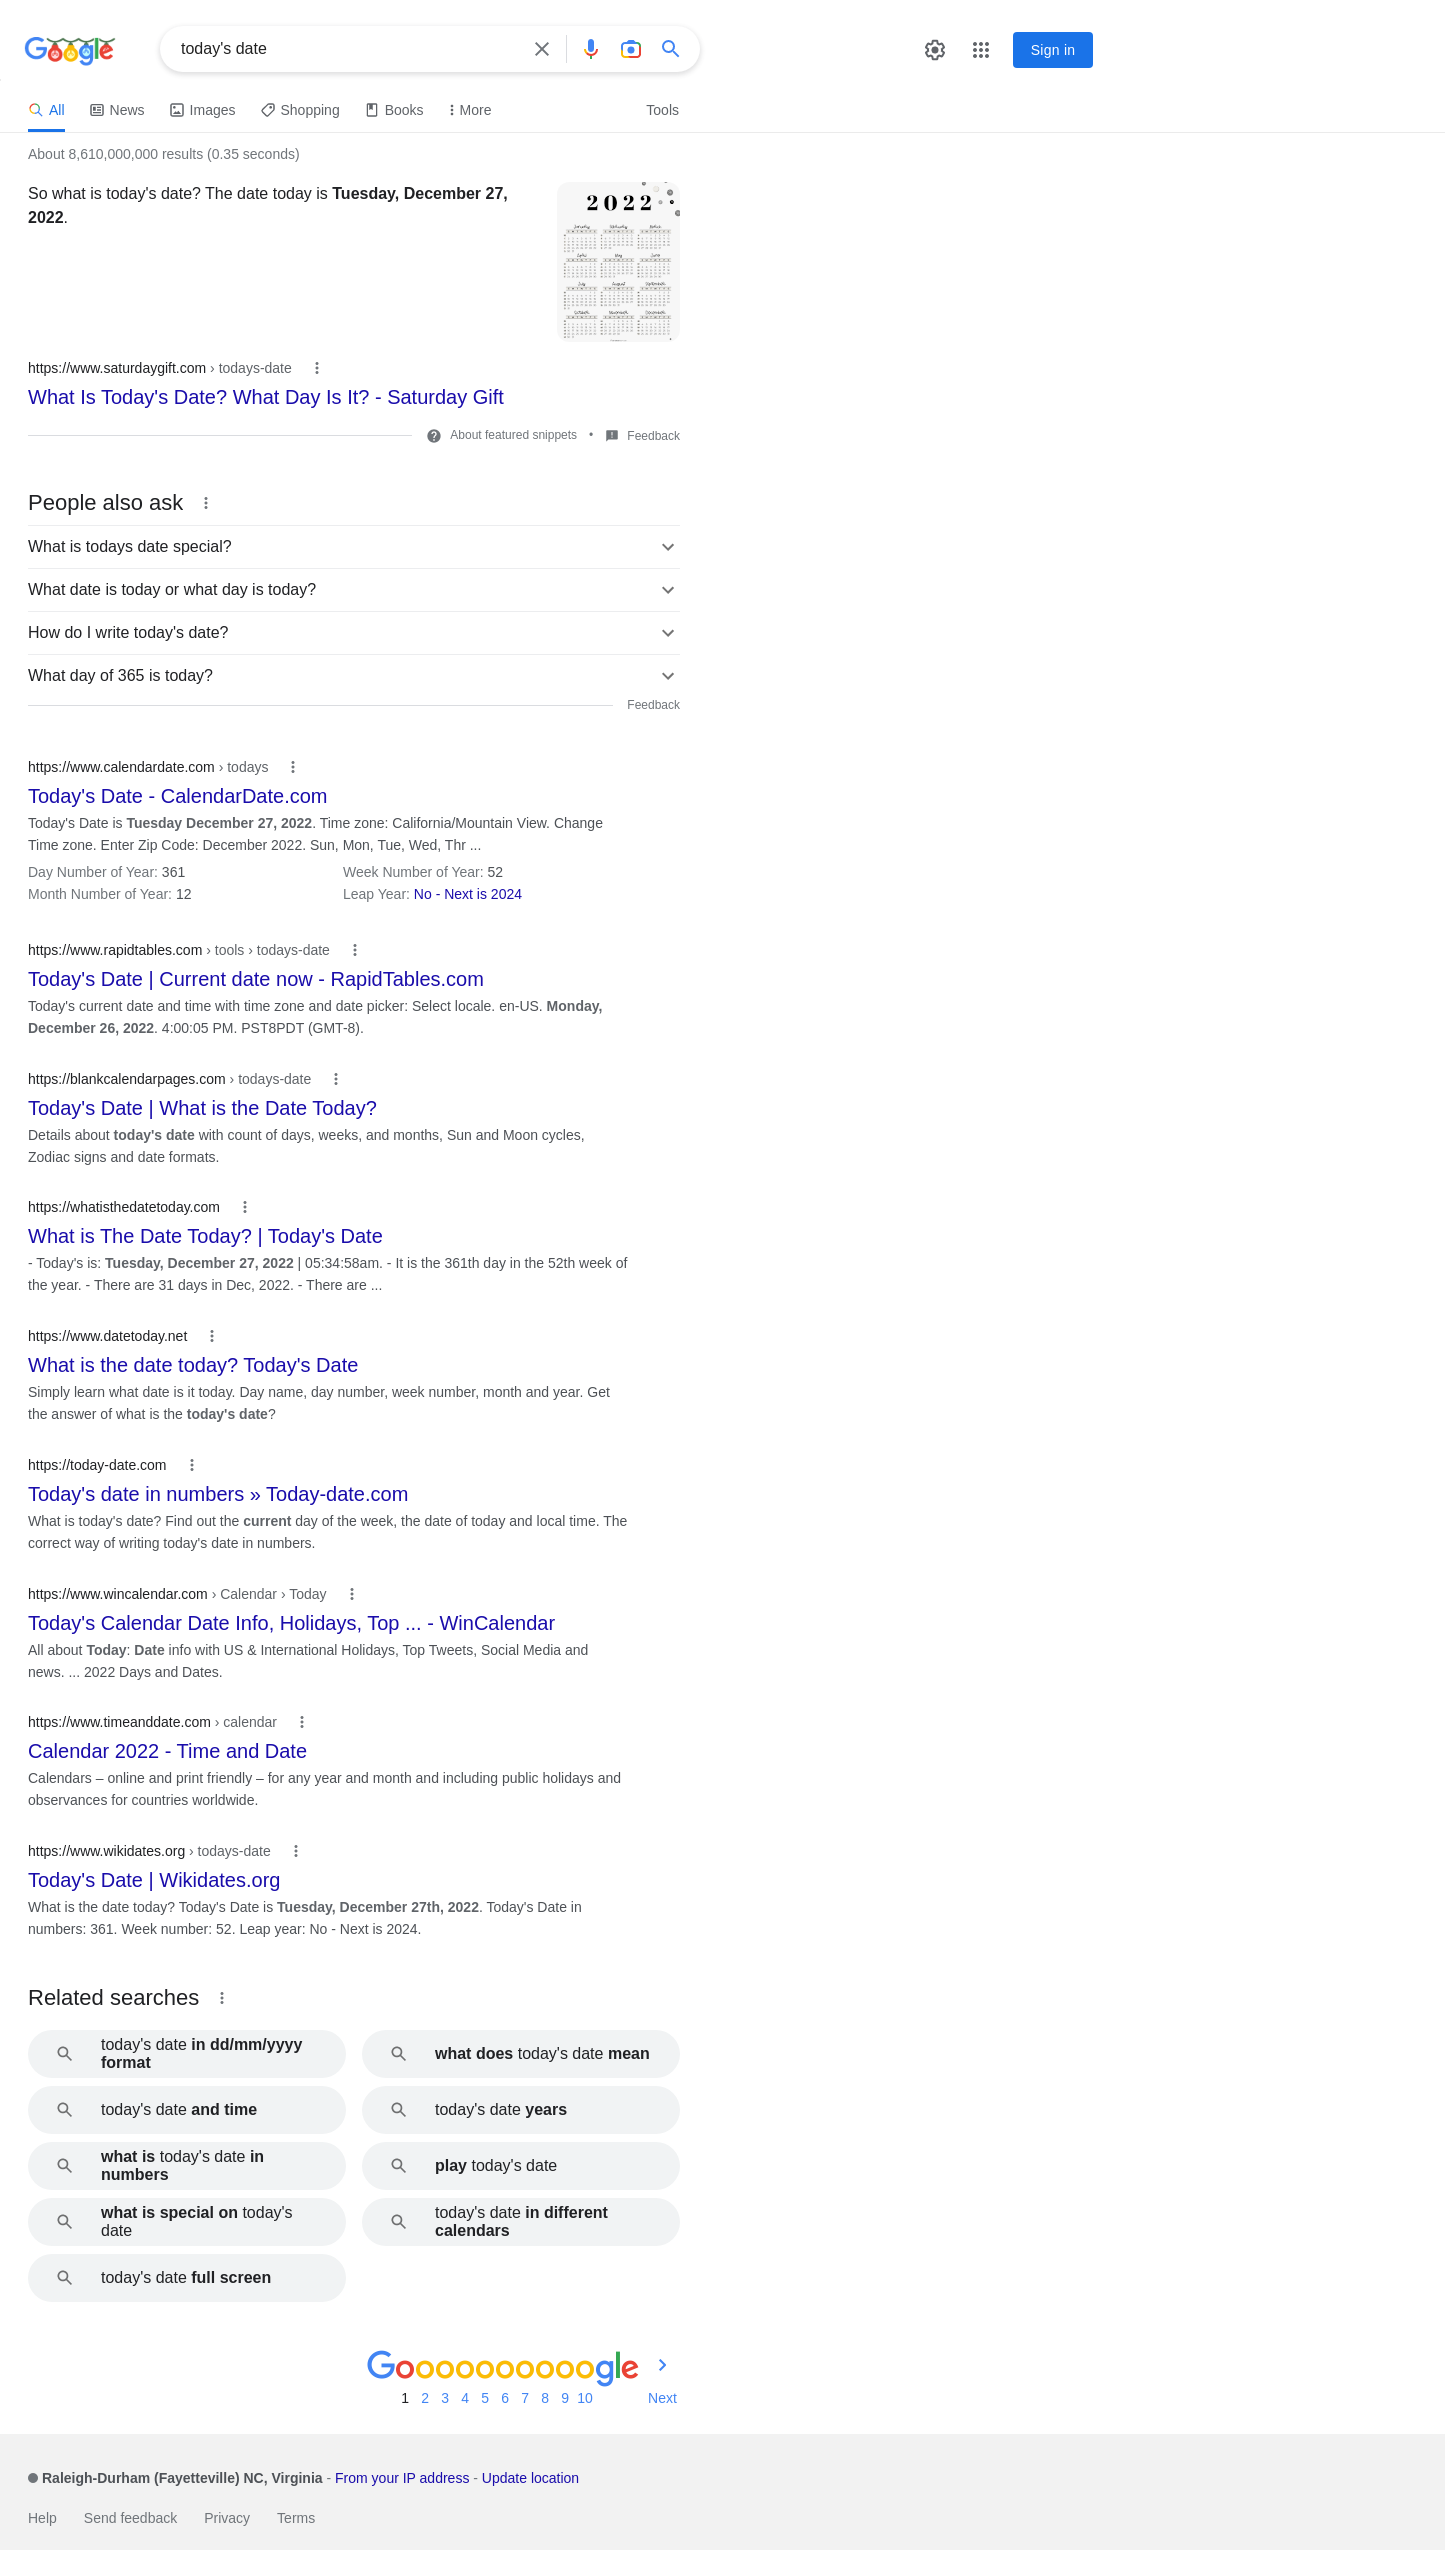 Google
today's date
Sign in
All News Images Shopping Books More Tools
About 8,610,000,000 results (0.35 seconds)
So what is today's date? The date today is Tuesday, December 27,
2022.
2022
https://www.saturdaygift.com › todays-date
What Is Today's Date? What Day Is It? - Saturday Gift
About featured snippets • Feedback
People also ask
What is todays date special?
What date is today or what day is today?
How do I write today's date?
What day of 365 is today?
Feedback
https://www.calendardate.com › todays
Today's Date - CalendarDate.com
Today's Date is Tuesday December 27, 2022. Time zone: California/Mountain View. Change
Time zone. Enter Zip Code: December 2022. Sun, Mon, Tue, Wed, Thr ...
Day Number of Year: 361 Week Number of Year: 52
Month Number of Year: 12 Leap Year: No - Next is 2024
https://www.rapidtables.com › tools › todays-date
Today's Date | Current date now - RapidTables.com
Today's current date and time with time zone and date picker: Select locale. en-US. Monday,
December 26, 2022. 4:00:05 PM. PST8PDT (GMT-8).
https://blankcalendarpages.com › todays-date
Today's Date | What is the Date Today?
Details about today's date with count of days, weeks, and months, Sun and Moon cycles,
Zodiac signs and date formats.
https://whatisthedatetoday.com
What is The Date Today? | Today's Date
- Today's is: Tuesday, December 27, 2022 | 05:34:58am. - It is the 361th day in the 52th week of
the year. - There are 31 days in Dec, 2022. - There are ...
https://www.datetoday.net
What is the date today? Today's Date
Simply learn what date is it today. Day name, day number, week number, month and year. Get
the answer of what is the today's date?
https://today-date.com
Today's date in numbers » Today-date.com
What is today's date? Find out the current day of the week, the date of today and local time. The
correct way of writing today's date in numbers.
https://www.wincalendar.com › Calendar › Today
Today's Calendar Date Info, Holidays, Top ... - WinCalendar
All about Today: Date info with US & International Holidays, Top Tweets, Social Media and
news. ... 2022 Days and Dates.
https://www.timeanddate.com › calendar
Calendar 2022 - Time and Date
Calendars – online and print friendly – for any year and month and including public holidays and
observances for countries worldwide.
https://www.wikidates.org › todays-date
Today's Date | Wikidates.org
What is the date today? Today's Date is Tuesday, December 27th, 2022. Today's Date in
numbers: 361. Week number: 52. Leap year: No - Next is 2024.
Related searches
today's date in dd/mm/yyyy
format
what does today's date mean
today's date and time
today's date years
what is today's date in
numbers
play today's date
what is special on today's
date
today's date in different
calendars
today's date full screen
Goooooooooogle
1 2 3 4 5 6 7 8 9 10 Next
Raleigh-Durham (Fayetteville) NC, Virginia - From your IP address - Update location
Help Send feedback Privacy Terms